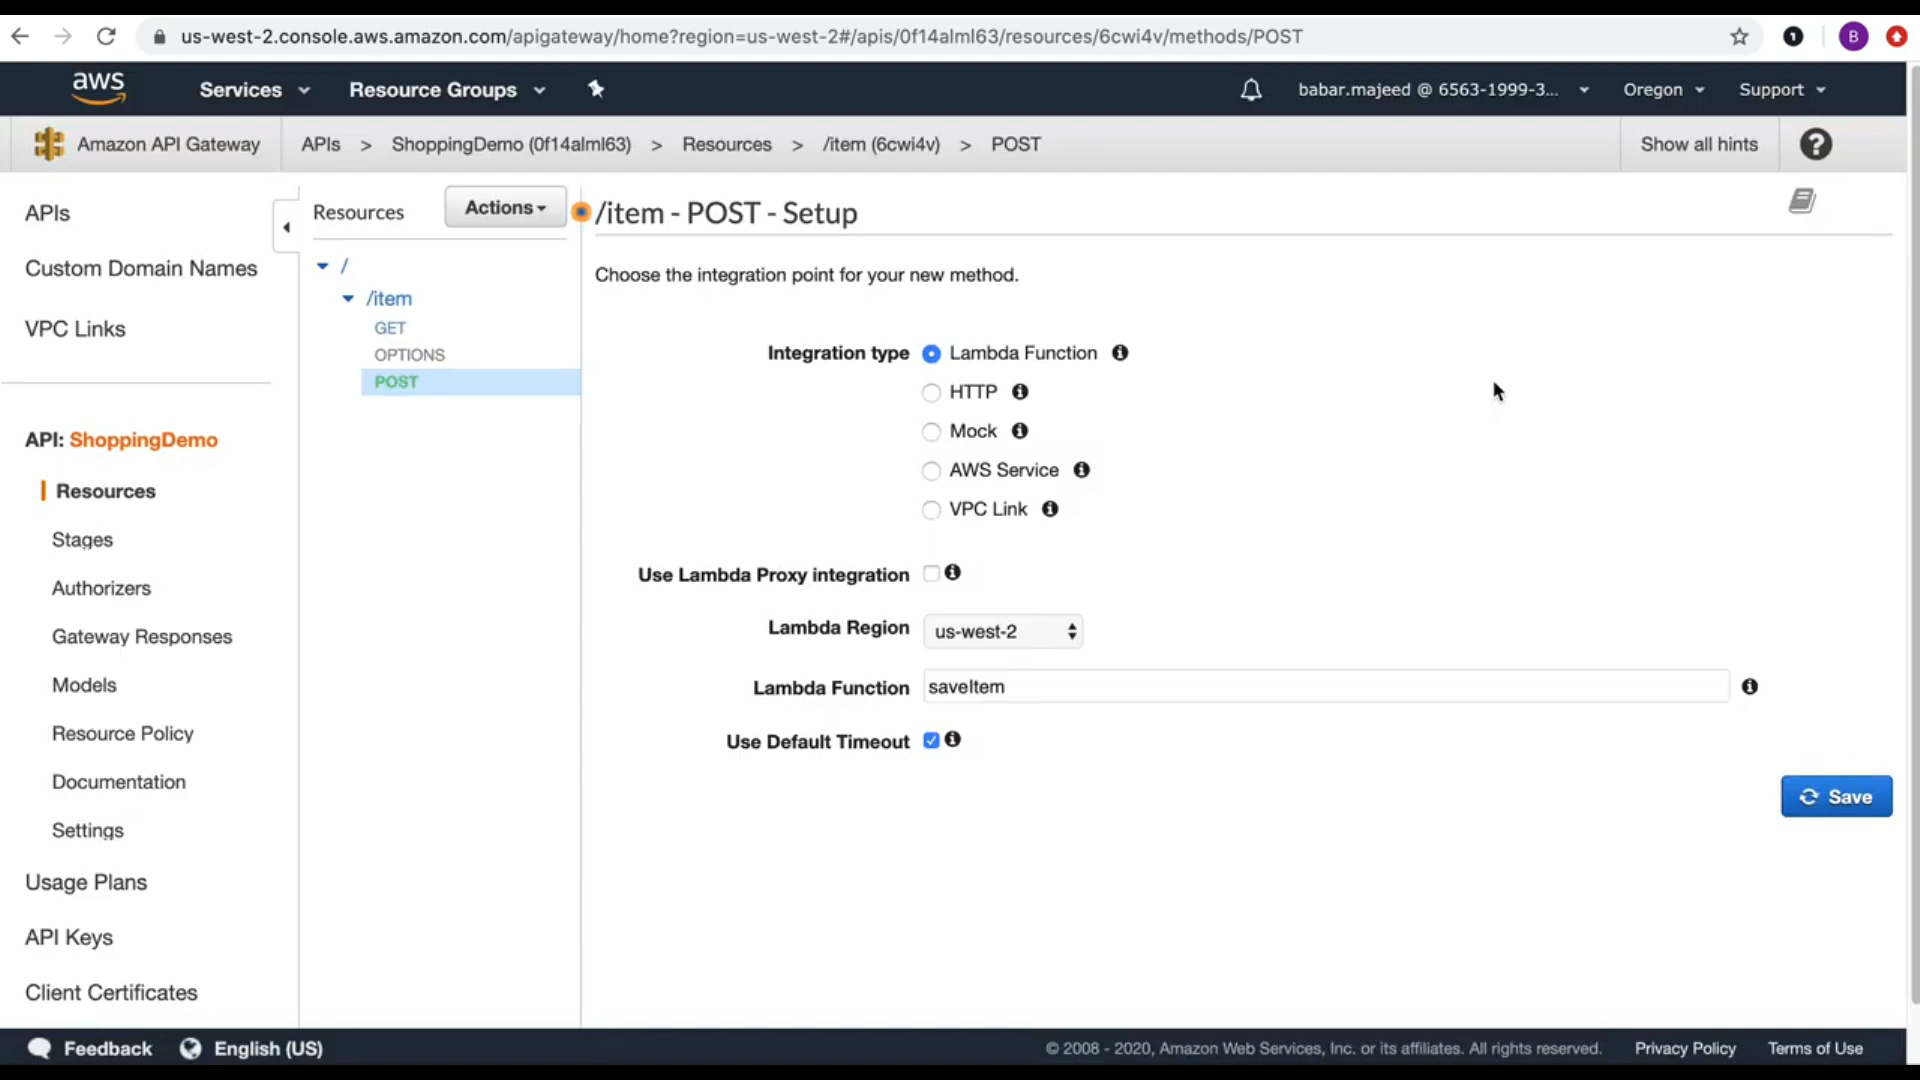 us-west-2.console.aws.amazon.com/apigateway/home?region=us-west-2#/apis/0f14alml63/resources/6cwi4v/methods/POST
B
aws
Services
Resource Groups
babar.majeed @ 6563-1999-3...
Oregon
Support
Amazon API Gateway
APIs > ShoppingDemo (0f14alml63) > Resources > /item (6cwi4v) > POST
Show all hints
?
APIs
Custom Domain Names
VPC Links
API: ShoppingDemo
Resources
Stages
Authorizers
Gateway Responses
Models
Resource Policy
Documentation
Settings
Usage Plans
API Keys
Client Certificates
Resources
Actions
/
/item
GET
OPTIONS
POST
/item - POST - Setup
Choose the integration point for your new method.
Integration type
Lambda Function
HTTP
Mock
AWS Service
VPC Link
Use Lambda Proxy integration
Lambda Region
us-west-2
Lambda Function
saveItem
Use Default Timeout
Save
Feedback
English (US)
© 2008 - 2020, Amazon Web Services, Inc. or its affiliates. All rights reserved.
Privacy Policy
Terms of Use